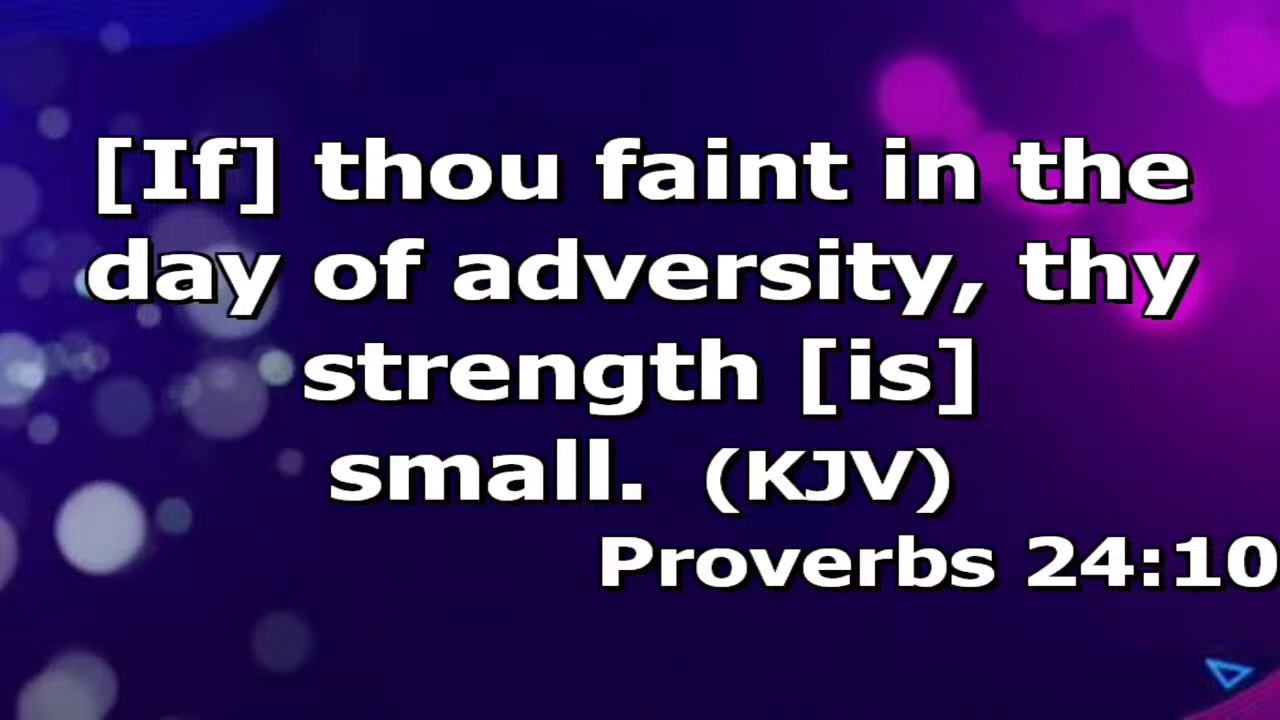 [If] thou faint in the
day of adversity, thy
strength [is]
small. (KJV)
Proverbs 24:10